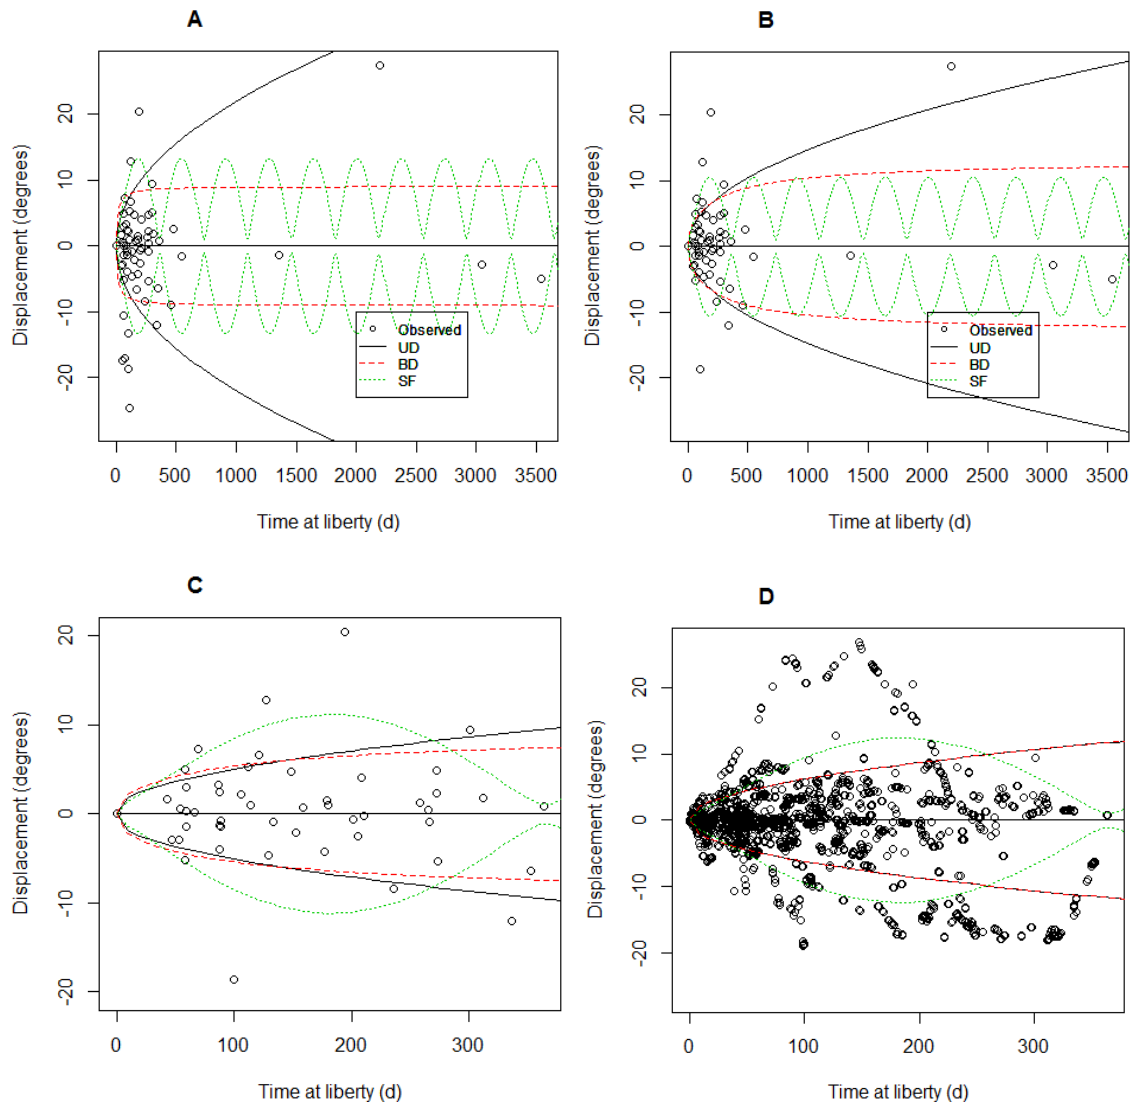 A
B
Displacement (degrees)
20
10
0
-10
-20
Observed
UD
BD
SF
0 500 1000 1500 2000 2500 3000 3500
Time at liberty (d)
Displacement (degrees)
20
10
0
-10
-20
Observed
UD
BD
SF
0 500 1000 1500 2000 2500 3000 3500
Time at liberty (d)
C
D
Displacement (degrees)
20
10
0
-10
-20
0 100 200 300
Time at liberty (d)
Displacement (degrees)
20
10
0
-10
-20
0 100 200 300
Time at liberty (d)